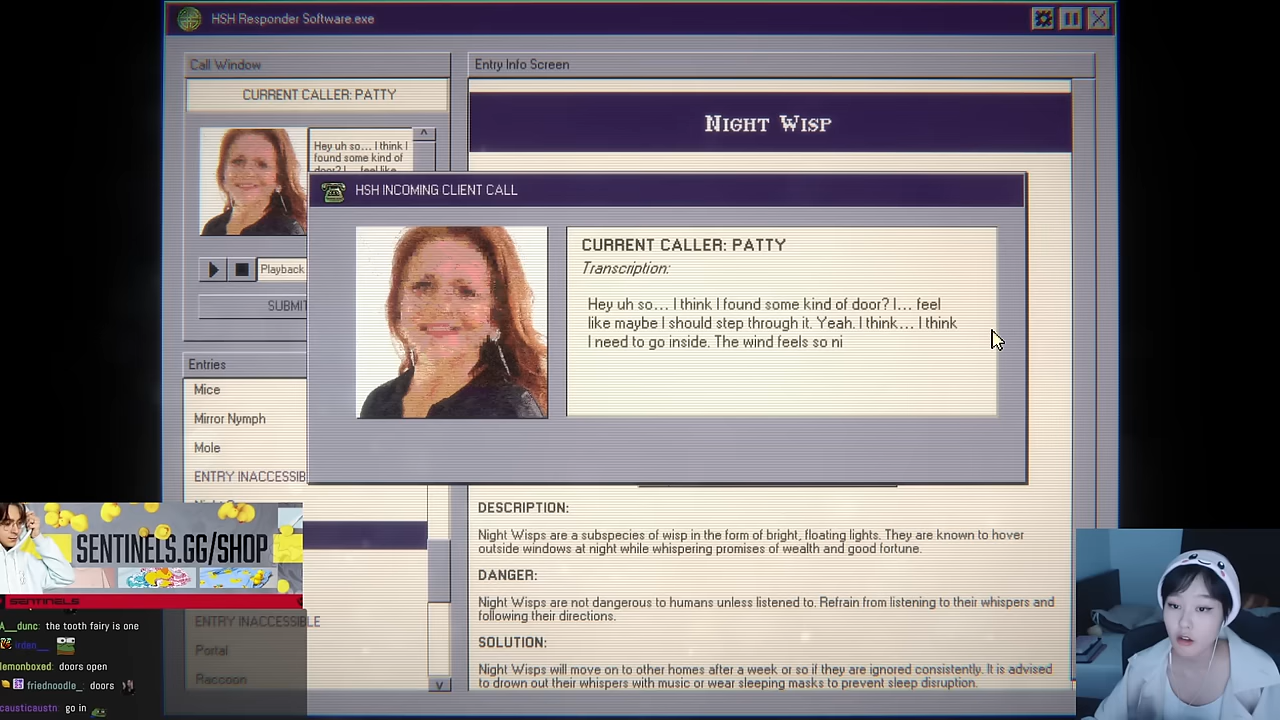 HSH Responder Software.exe
Call Window
Entry Info Screen
CURRENT CALLER: PATTY
Night Wisp
Hey uh so... I think I
found some kind of
door? I... feel like
HSH INCOMING CLIENT CALL
CURRENT CALLER: PATTY
Transcription:
Hey uh so... I think I found some kind of door? I... feel
like maybe I should step through it. Yeah. I think... I think
I need to go inside. The wind feels so ni
Playback
SUBMIT
Entries
Mice
Mirror Nymph
Mole
ENTRY INACCESSIB
DESCRIPTION:
Night Wisps are a subspecies of wisp in the form of bright, floating lights. They are known to hover
outside windows at night while whispering promises of wealth and good fortune.
DANGER:
Night Wisps are not dangerous to humans unless listened to. Refrain from listening to their whispers and
following their directions.
SOLUTION:
Night Wisps will move on to other homes after a week or so if they are ignored consistently. It is advised
to drown out their whispers with music or wear sleeping masks to prevent sleep disruption.
SENTINELS.GG/SHOP
SENTINELS
ENTRY INACCESSIBLE
Portal
Raccoon
A__dunc: the tooth fairy is one
lemonboxed: doors open
friednoodle_: doors
causticaustn: go in